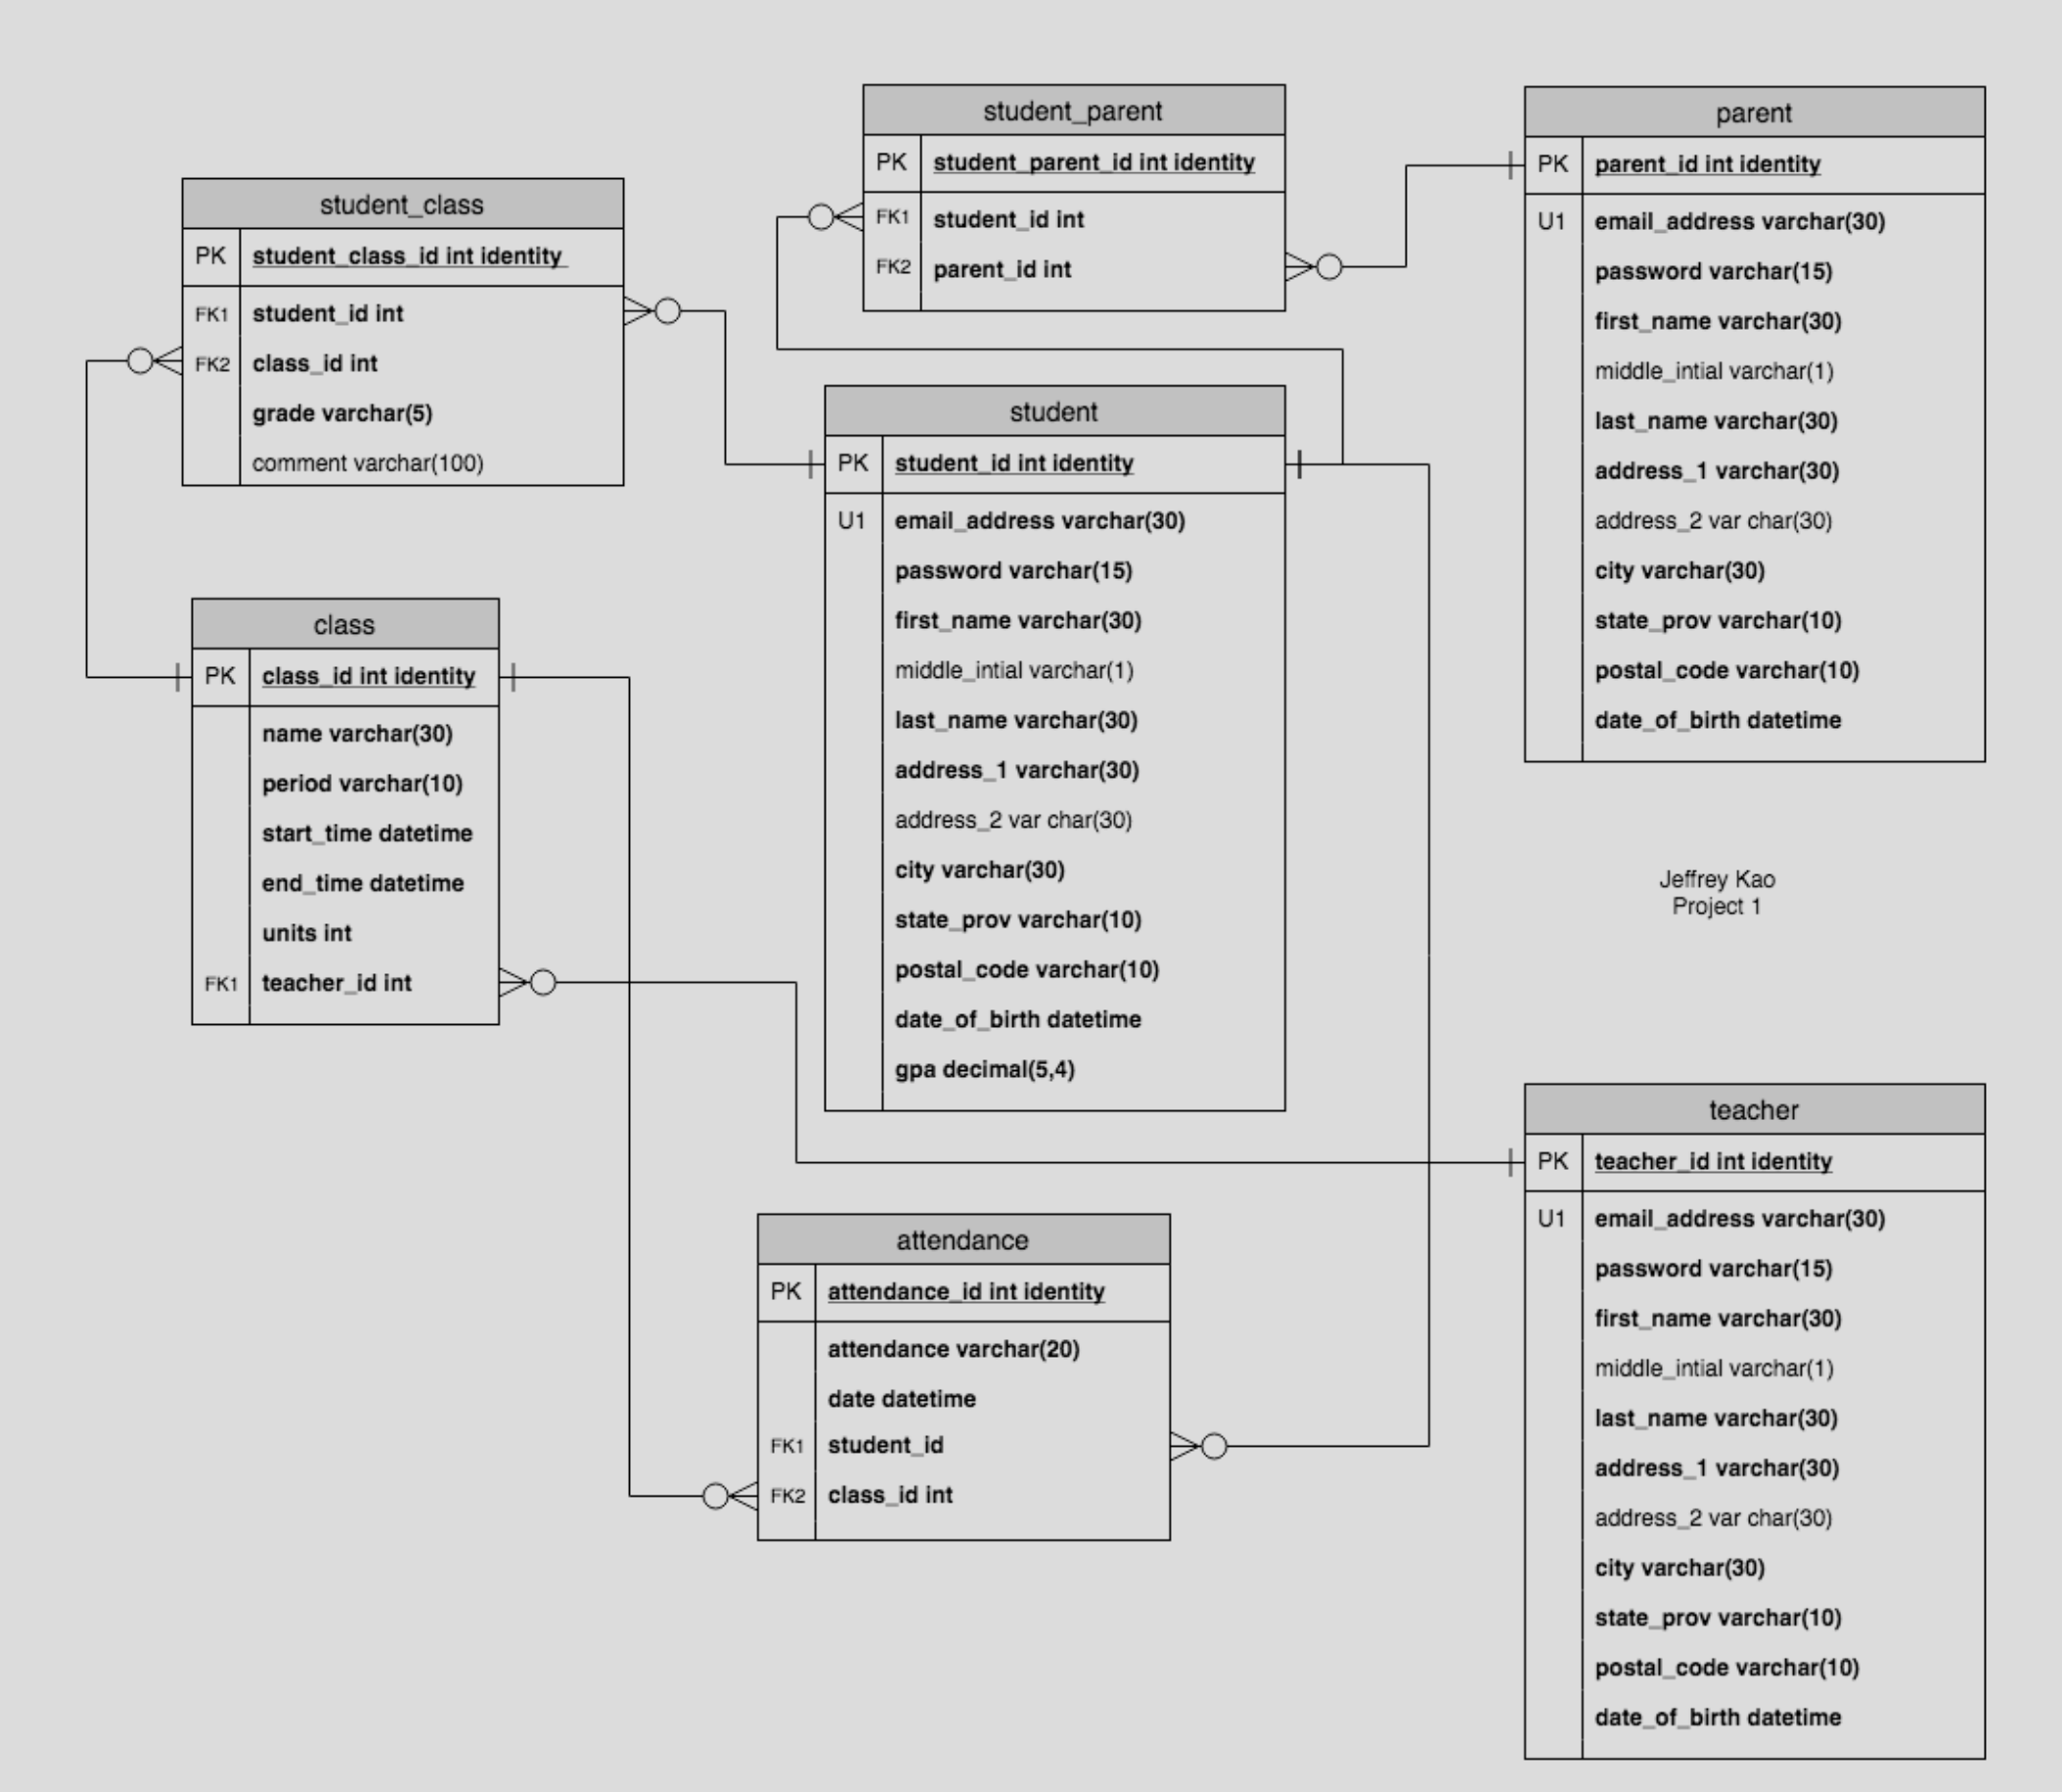 student_parent
PK student_parent_id int identity
FK1 student_id int
FK2 parent_id int
parent
PK parent_id int identity
U1 email_address varchar(30)
password varchar(15)
first_name varchar(30)
middle_intial varchar(1)
last_name varchar(30)
address_1 varchar(30)
address_2 var char(30)
city varchar(30)
state_prov varchar(10)
postal_code varchar(10)
date_of_birth datetime
student_class
PK student_class_id int identity
FK1 student_id int
FK2 class_id int
grade varchar(5)
comment varchar(100)
student
PK student_id int identity
U1 email_address varchar(30)
password varchar(15)
first_name varchar(30)
middle_intial varchar(1)
last_name varchar(30)
address_1 varchar(30)
address_2 var char(30)
city varchar(30)
state_prov varchar(10)
postal_code varchar(10)
date_of_birth datetime
gpa decimal(5,4)
class
PK class_id int identity
name varchar(30)
period varchar(10)
start_time datetime
end_time datetime
units int
FK1 teacher_id int
Jeffrey Kao
Project 1
teacher
PK teacher_id int identity
U1 email_address varchar(30)
password varchar(15)
first_name varchar(30)
middle_intial varchar(1)
last_name varchar(30)
address_1 varchar(30)
address_2 var char(30)
city varchar(30)
state_prov varchar(10)
postal_code varchar(10)
date_of_birth datetime
attendance
PK attendance_id int identity
attendance varchar(20)
date datetime
FK1 student_id
FK2 class_id int